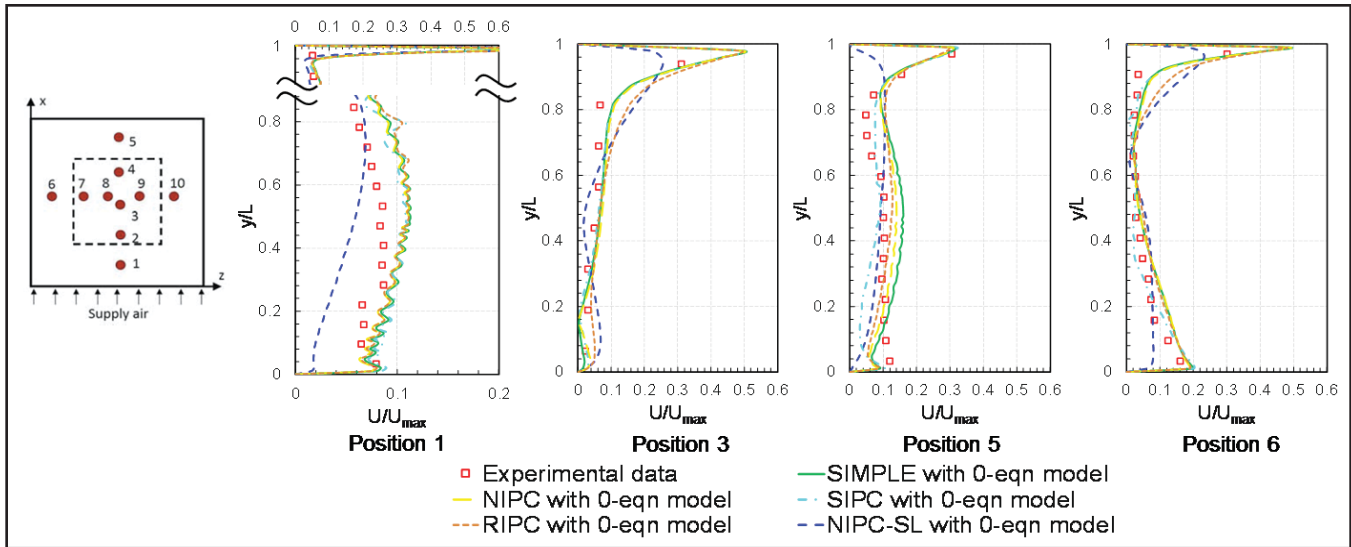 x
5
4
6 7 8 9 10
3
2
1
z
Supply air
0 0.1 0.2 0.3 0.4 0.5 0.6
1
0.8
0.6
0.4
0.2
0
y/L
0 0.1 0.2
U/Umax
Position 1
1
0.8
0.6
0.4
0.2
0
y/L
0 0.1 0.2 0.3 0.4 0.5 0.6
U/Umax
Position 3
1
0.8
0.6
0.4
0.2
0
y/L
0 0.1 0.2 0.3 0.4 0.5 0.6
U/Umax
Position 5
1
0.8
0.6
0.4
0.2
0
y/L
0 0.1 0.2 0.3 0.4 0.5 0.6
U/Umax
Position 6
Experimental data
SIMPLE with 0-eqn model
NIPC with 0-eqn model
SIPC with 0-eqn model
RIPC with 0-eqn model
NIPC-SL with 0-eqn model